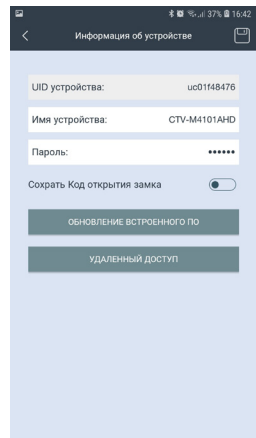 37% 16:42
Информация об устройстве
UID устройства: uc01f48476
Имя устройства: CTV-M4101AHD
Пароль: ••••••
Сохрать Код открытия замка
ОБНОВЛЕНИЕ ВСТРОЕННОГО ПО
УДАЛЕННЫЙ ДОСТУП